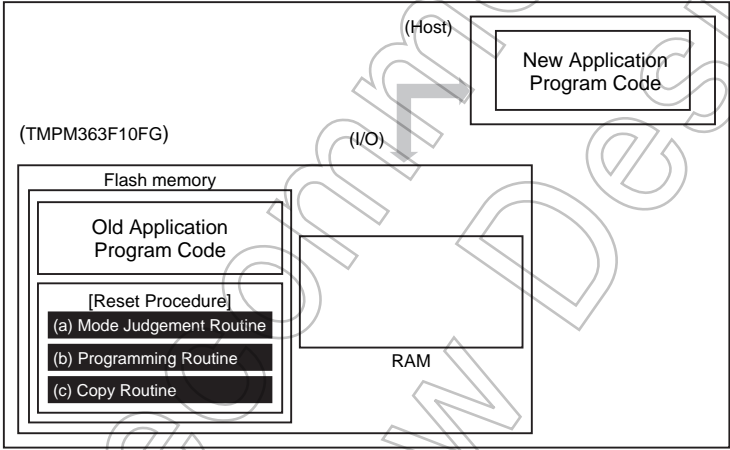 (Host)
New Application
Program Code
(TMPM363F10FG)
(I/O)
Flash memory
Old Application
Program Code
[Reset Procedure]
(a) Mode Judgement Routine
(b) Programming Routine
(c) Copy Routine
RAM